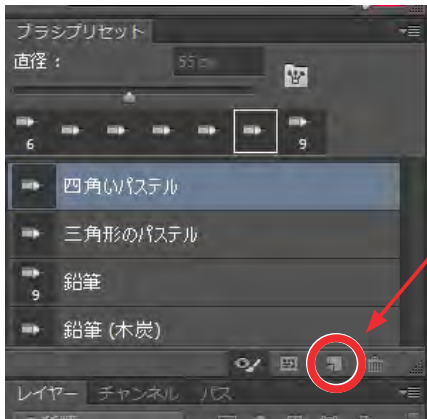 ブラシプリセット
直径：
55 px
6
9
四角いパステル
三角形のパステル
9
鉛筆
鉛筆 (木炭)
レイヤー チャンネル パス